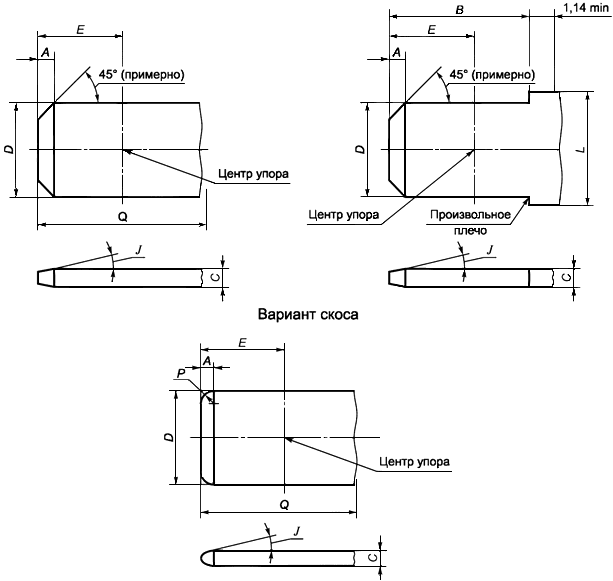 E
A
45° (примерно)
D
Центр упора
Q
J
C
B
1,14 min
E
A
45° (примерно)
D
L
Центр упора
Произвольное
плечо
J
C
Вариант скоса
E
A
P
D
Центр упора
Q
J
C